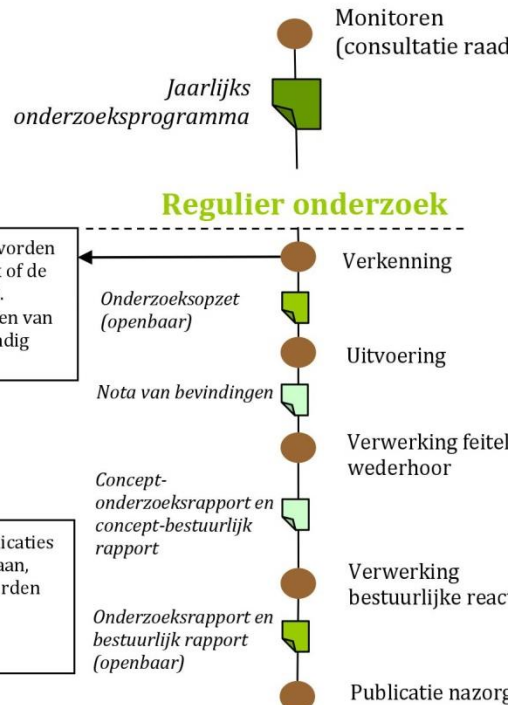 Monitoren
(consultatie raad
Jaarlijks
onderzoeksprogramma
Regulier onderzoek
worden
of de
en van
dig
Verkenning
Onderzoeksopzet
(openbaar)
Uitvoering
Nota van bevindingen
Verwerking feitel
wederhoor
Concept-
onderzoeksrapport en
concept-bestuurlijk
rapport
icaties
aan,
rden
Verwerking
bestuurlijke reac
Onderzoeksrapport en
bestuurlijk rapport
(openbaar)
Publicatie nazorg